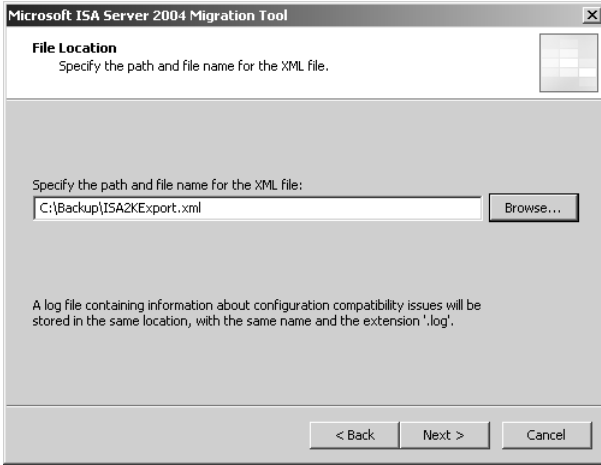 Microsoft ISA Server 2004 Migration Tool
File Location
Specify the path and file name for the XML file.
Specify the path and file name for the XML file:
C:\Backup\ISA2KExport.xml
Browse...
A log file containing information about configuration compatibility issues will be
stored in the same location, with the same name and the extension '.log'.
< Back
Next >
Cancel